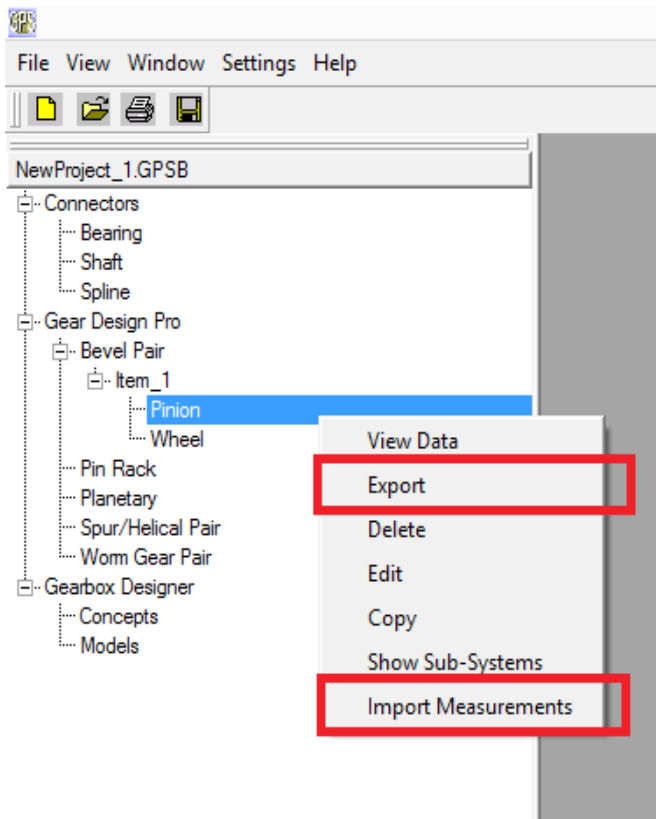 GPS
File View Window Settings Help
NewProject_1.GPSB
Connectors
Bearing
Shaft
Spline
Gear Design Pro
Bevel Pair
Item_1
Pinion
Wheel
Pin Rack
Planetary
Spur/Helical Pair
Worm Gear Pair
Gearbox Designer
Concepts
Models
View Data
Export
Delete
Edit
Copy
Show Sub-Systems
Import Measurements